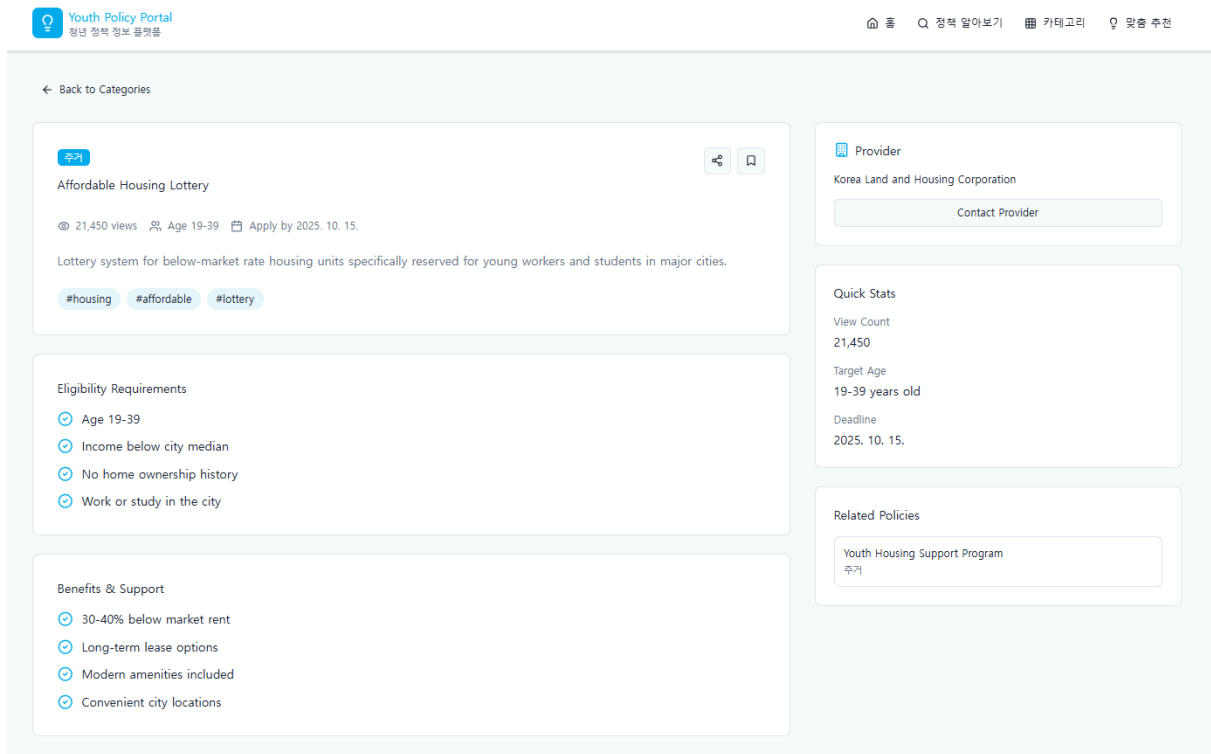 Youth Policy Portal
청년 정책 정보 플랫폼
홈
정책 알아보기
카테고리
맞춤 추천
Back to Categories
주거
Affordable Housing Lottery
21,450 views
Age 19-39
Apply by 2025. 10. 15.
Lottery system for below-market rate housing units specifically reserved for young workers and students in major cities.
#housing
#affordable
#lottery
Eligibility Requirements
Age 19-39
Income below city median
No home ownership history
Work or study in the city
Benefits & Support
30-40% below market rent
Long-term lease options
Modern amenities included
Convenient city locations
Provider
Korea Land and Housing Corporation
Contact Provider
Quick Stats
View Count
21,450
Target Age
19-39 years old
Deadline
2025. 10. 15.
Related Policies
Youth Housing Support Program
주거